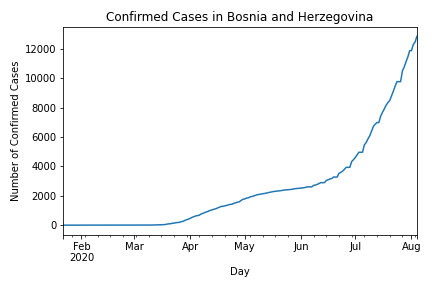 Confirmed Cases in Bosnia and Herzegovina
Number of Confirmed Cases
12000
10000
8000
6000
4000
2000
0
Feb Mar Apr May Jun Jul Aug
2020
Day